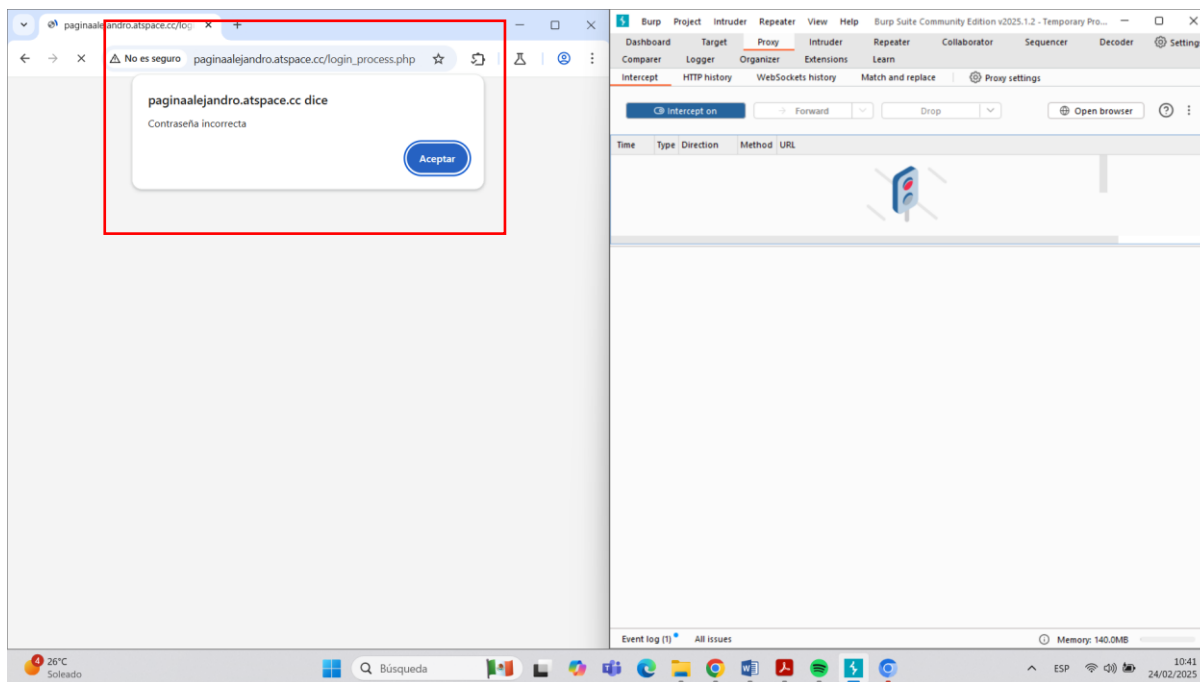 paginaalejandro.atspace.cc/log
No es seguro
paginaalejandro.atspace.cc/login_process.php
paginaalejandro.atspace.cc dice
Contraseña incorrecta
Aceptar
Burp Project Intruder Repeater View Help Burp Suite Community Edition v2025.1.2 - Temporary Pro...
Dashboard Target Proxy Intruder Repeater Collaborator Sequencer Decoder Settings
Comparer Logger Organizer Extensions Learn
Intercept HTTP history WebSockets history Match and replace Proxy settings
Intercept on Forward Drop Open browser
Time Type Direction Method URL
Event log (1) All issues Memory: 140.0MB
4 26°C
Soleado
Búsqueda
ESP
10:41
24/02/2025